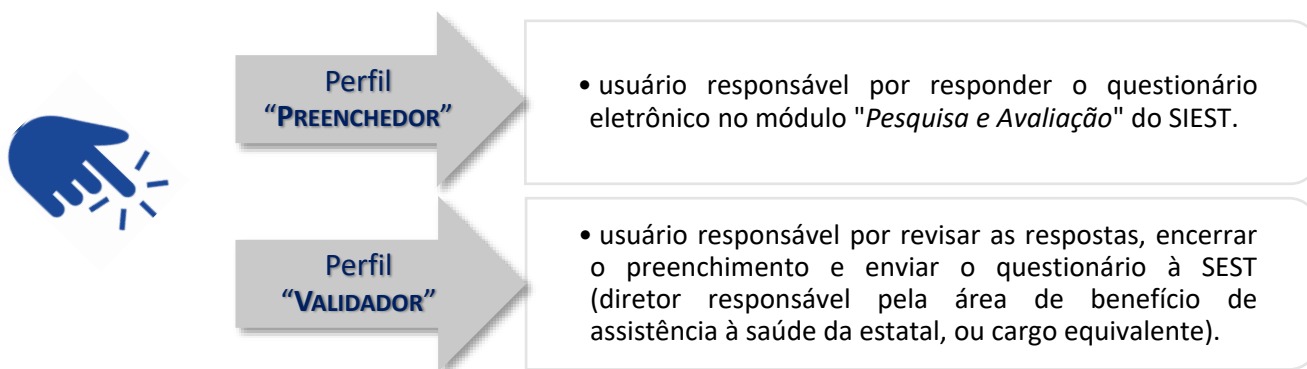 Perfil
“PREENCHEDOR”
• usuário responsável por responder o questionário
eletrônico no módulo "Pesquisa e Avaliação" do SIEST.
Perfil
“VALIDADOR”
• usuário responsável por revisar as respostas, encerrar
o preenchimento e enviar o questionário à SEST
(diretor responsável pela área de benefício de
assistência à saúde da estatal, ou cargo equivalente).